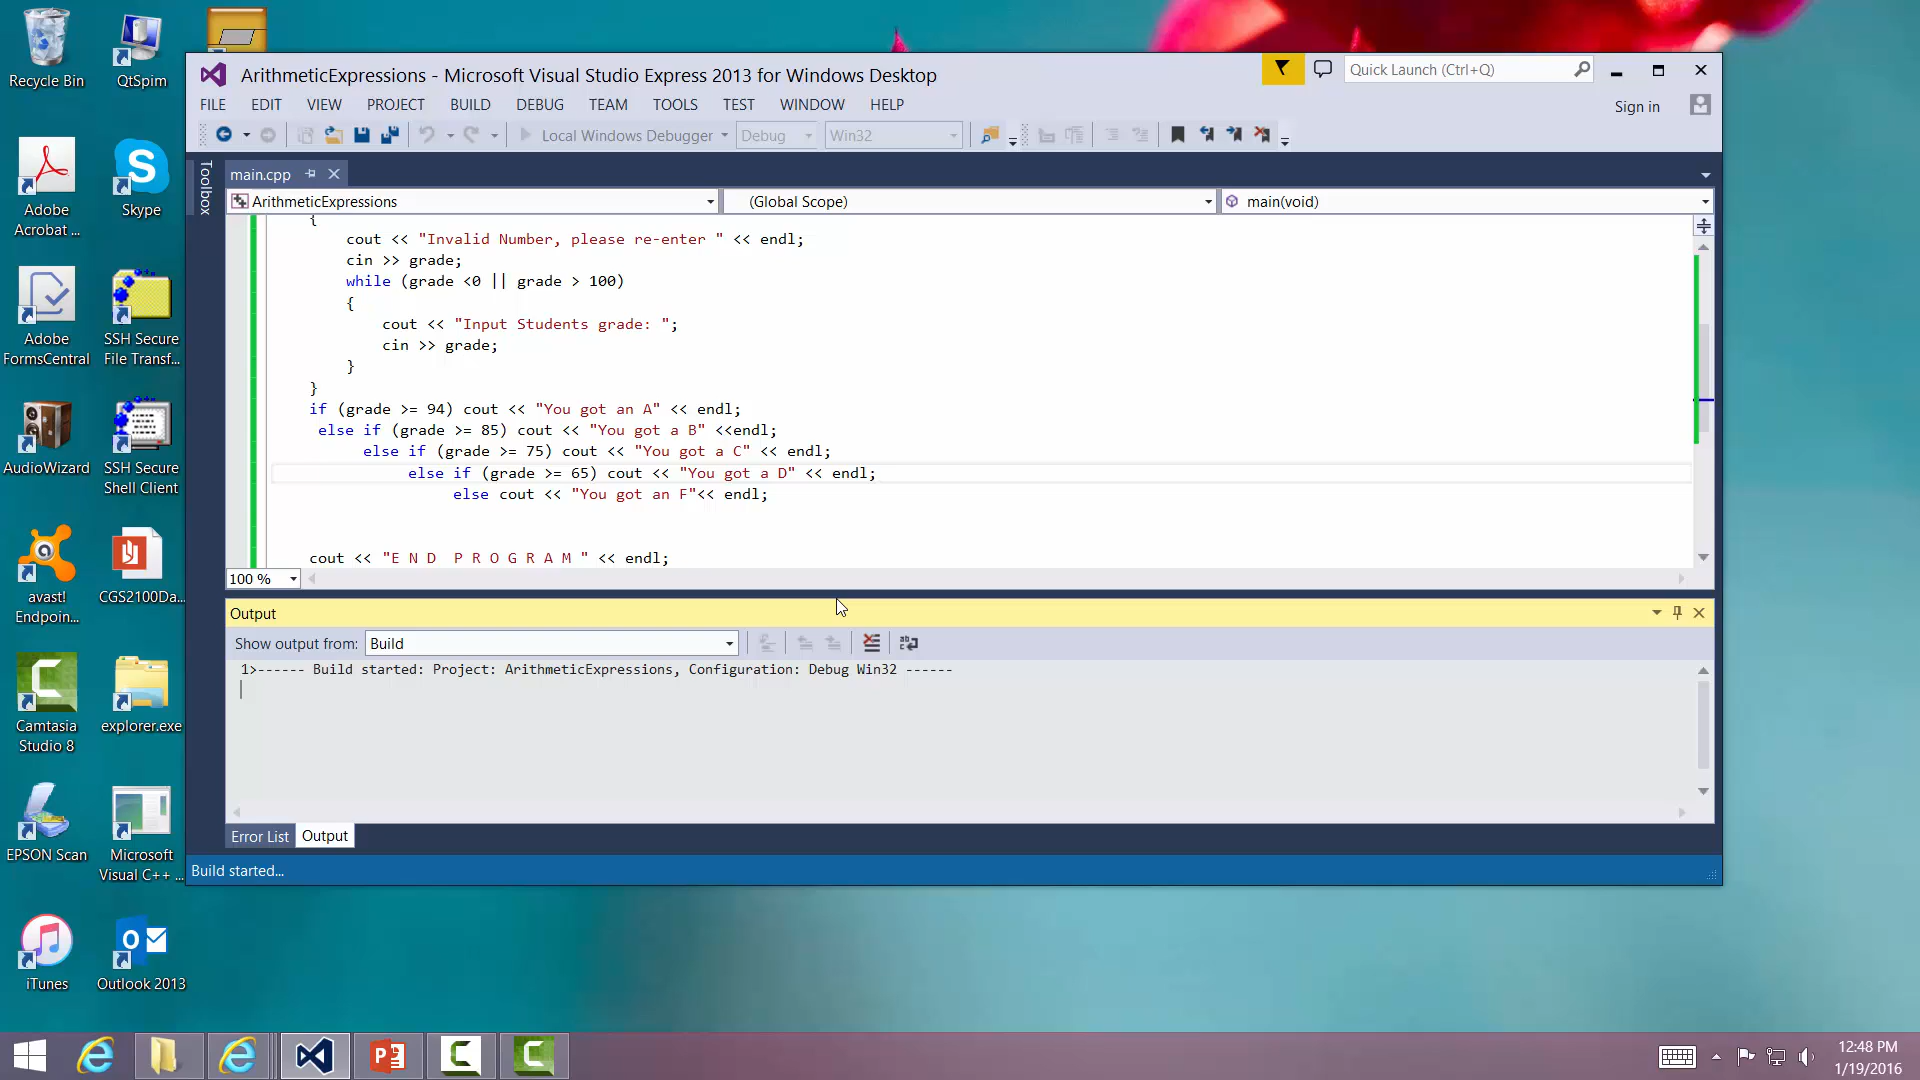 Recycle Bin
QtSpim
ArithmeticExpressions - Microsoft Visual Studio Express 2013 for Windows Desktop
Quick Launch (Ctrl+Q)
FILE EDIT VIEW PROJECT BUILD DEBUG TEAM TOOLS TEST WINDOW HELP
Sign in
Local Windows Debugger Debug Win32
Toolbox
main.cpp
ArithmeticExpressions (Global Scope) main(void)
{
cout << "Invalid Number, please re-enter " << endl;
cin >> grade;
while (grade <0 || grade > 100)
{
cout << "Input Students grade: ";
cin >> grade;
}
}
if (grade >= 94) cout << "You got an A" << endl;
else if (grade >= 85) cout << "You got a B" <<endl;
else if (grade >= 75) cout << "You got a C" << endl;
else if (grade >= 65) cout << "You got a D" << endl;
else cout << "You got an F"<< endl;
cout << "E N D  P R O G R A M " << endl;
100 %
Output
Show output from: Build
1>------ Build started: Project: ArithmeticExpressions, Configuration: Debug Win32 ------
Error List Output
Build started...
Adobe
Acrobat ...
Skype
Adobe
FormsCentral
SSH Secure
File Transf...
AudioWizard
SSH Secure
Shell Client
avast!
Endpoin...
CGS2100Da...
Camtasia
Studio 8
explorer.exe
EPSON Scan
Microsoft
Visual C++ ...
iTunes
Outlook 2013
12:48 PM
1/19/2016